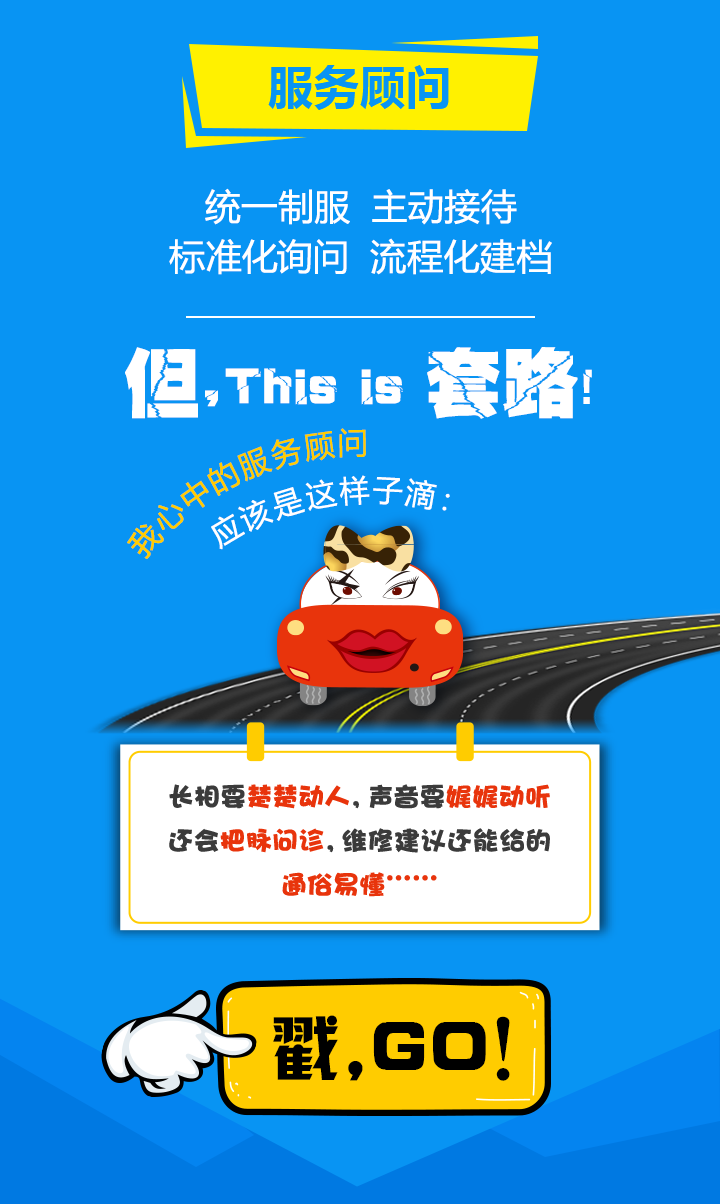 服务顾问
统一制服 主动接待
标准化询问 流程化建档
但,This is 套路!
我心中的服务顾问
应该是这样子滴:
长相要楚楚动人,声音要娓娓动听
还会把脉问诊,维修建议还能给的
通俗易懂……
戳,GO!